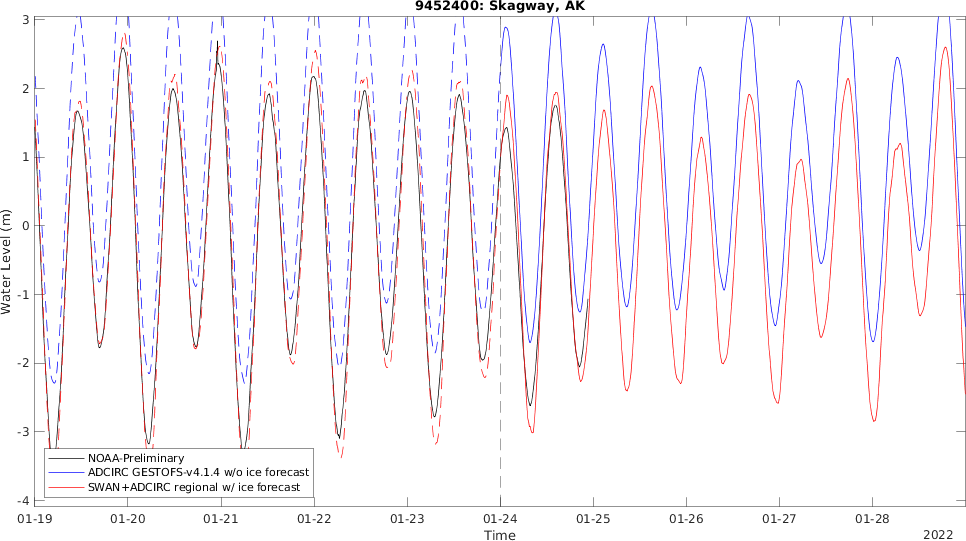 9452400: Skagway, AK
3
2
1
0
-1
-2
-3
-4
Water Level (m)
NOAA-Preliminary
ADCIRC GESTOFS-v4.1.4 w/o ice forecast
SWAN+ADCIRC regional w/ ice forecast
01-19 01-20 01-21 01-22 01-23 01-24 01-25 01-26 01-27 01-28
Time
2022